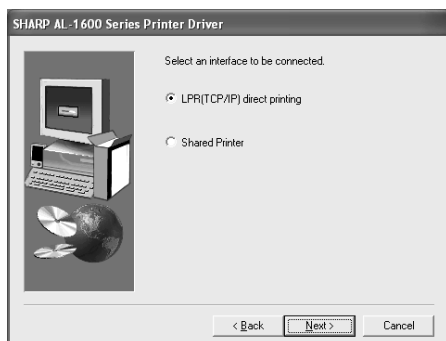 SHARP AL-1600 Series Printer Driver
Select an interface to be connected.
LPR(TCP/IP) direct printing
Shared Printer
< Back
Next >
Cancel